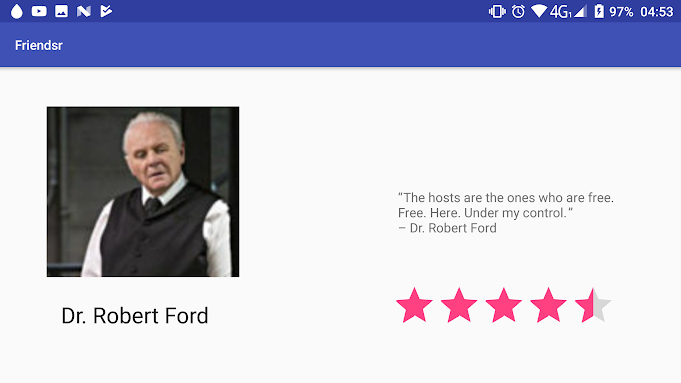 4G1 97% 04:53
Friendsr
“The hosts are the ones who are free.
Free. Here. Under my control.”
– Dr. Robert Ford
Dr. Robert Ford